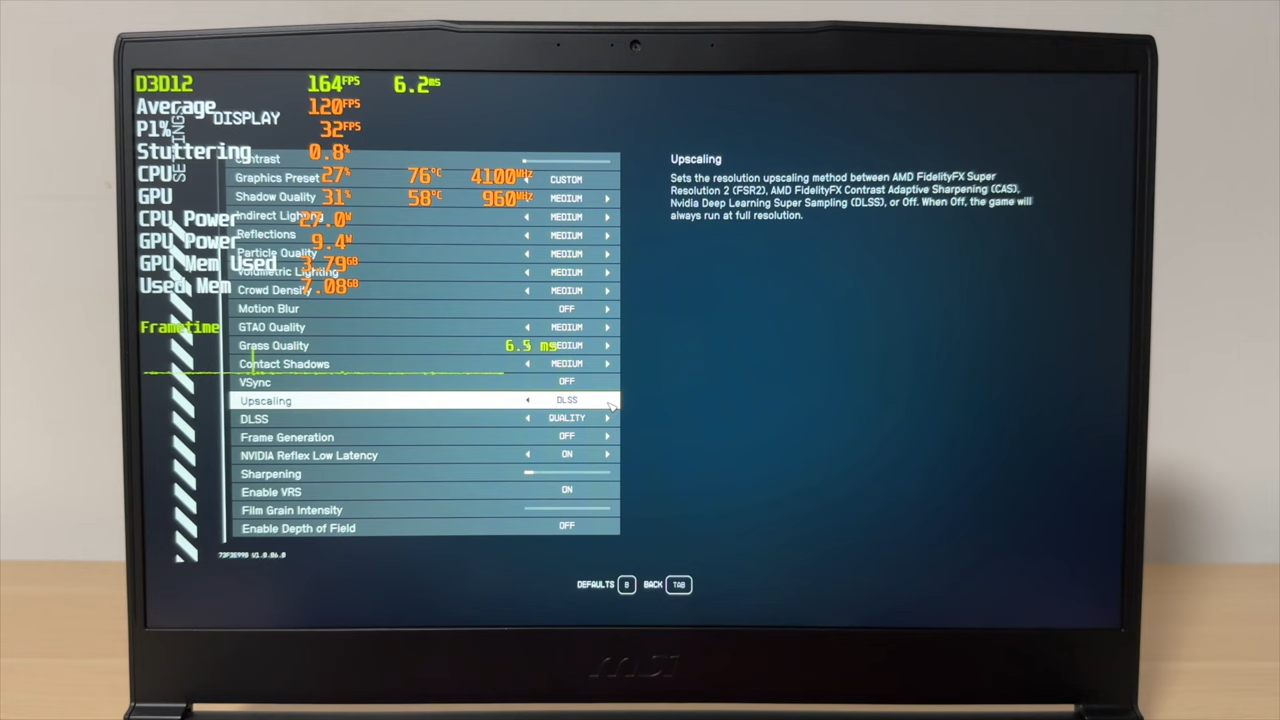 D3D12 164FPS 6.2ms
Average 120FPS
P1% 32FPS
Stuttering 0.8%
CPU 27% 76°C 4100MHz
GPU 31% 58°C 960MHz
CPU Power 27.0W
GPU Power 9.4W
GPU Mem Used 3.79GB
Used Mem 7.08GB
Frametime 6.5 ms
SETTINGS
DISPLAY
Contrast
Graphics Preset CUSTOM
Shadow Quality MEDIUM
Indirect Lighting MEDIUM
Reflections MEDIUM
Particle Quality MEDIUM
Volumetric Lighting MEDIUM
Crowd Density MEDIUM
Motion Blur OFF
GTAO Quality MEDIUM
Grass Quality MEDIUM
Contact Shadows MEDIUM
VSync OFF
Upscaling DLSS
DLSS QUALITY
Frame Generation OFF
NVIDIA Reflex Low Latency ON
Sharpening
Enable VRS ON
Film Grain Intensity
Enable Depth of Field OFF
Upscaling
Sets the resolution upscaling method between AMD FidelityFX Super
Resolution 2 (FSR2), AMD FidelityFX Contrast Adaptive Sharpening (CAS),
Nvidia Deep Learning Super Sampling (DLSS), or Off. When Off, the game will
always run at full resolution.
DEFAULTS BACK TAB
msi